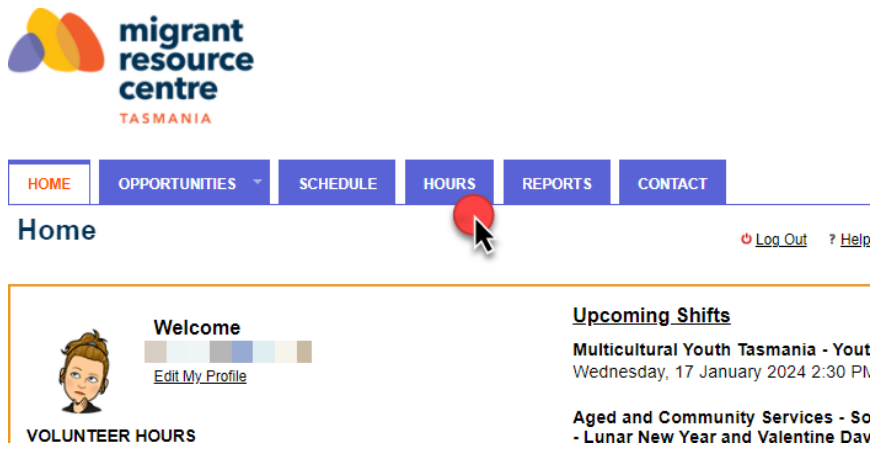 migrant
resource
centre
TASMANIA
HOME OPPORTUNITIES SCHEDULE HOURS REPORTS CONTACT
Home
Log Out ? Help
Welcome
Edit My Profile
VOLUNTEER HOURS
Upcoming Shifts
Multicultural Youth Tasmania - Yout
Wednesday, 17 January 2024 2:30 PM
Aged and Community Services - So
- Lunar New Year and Valentine Day